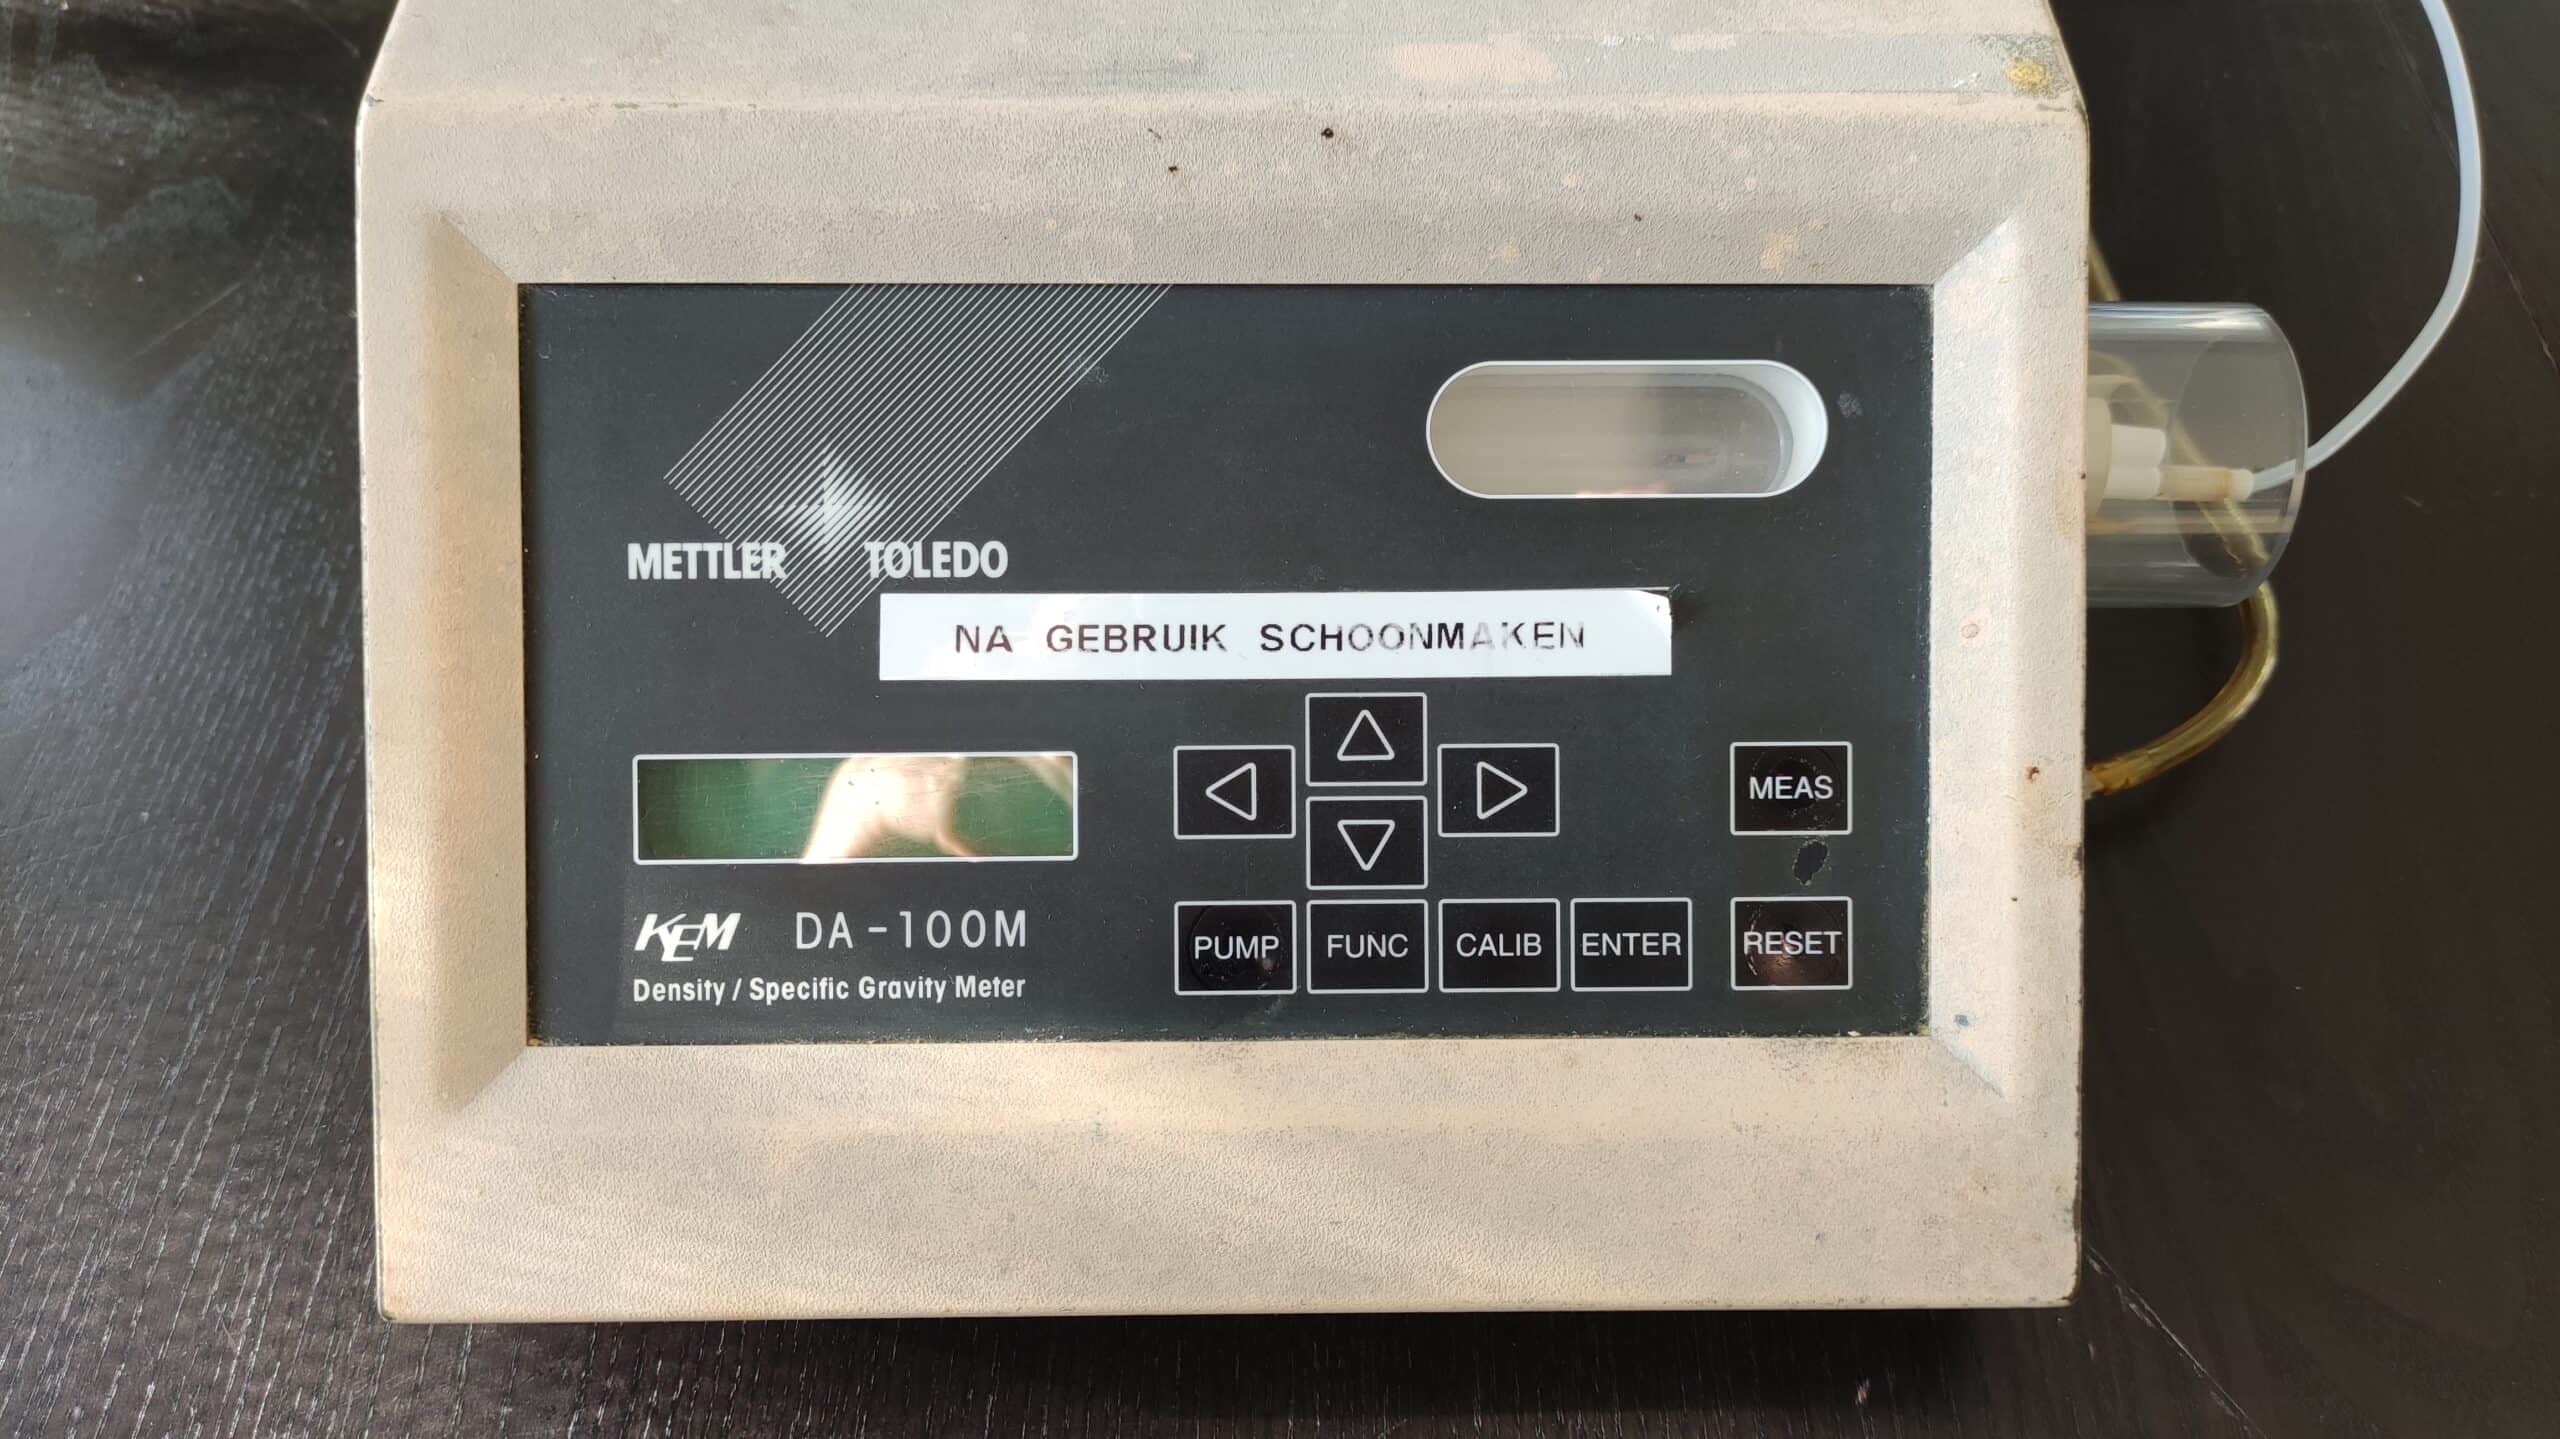 METTLER TOLEDO
NA GEBRUIK SCHOONMAKEN
MEAS
KEM DA-100M
Density / Specific Gravity Meter
PUMP FUNC CALIB ENTER RESET